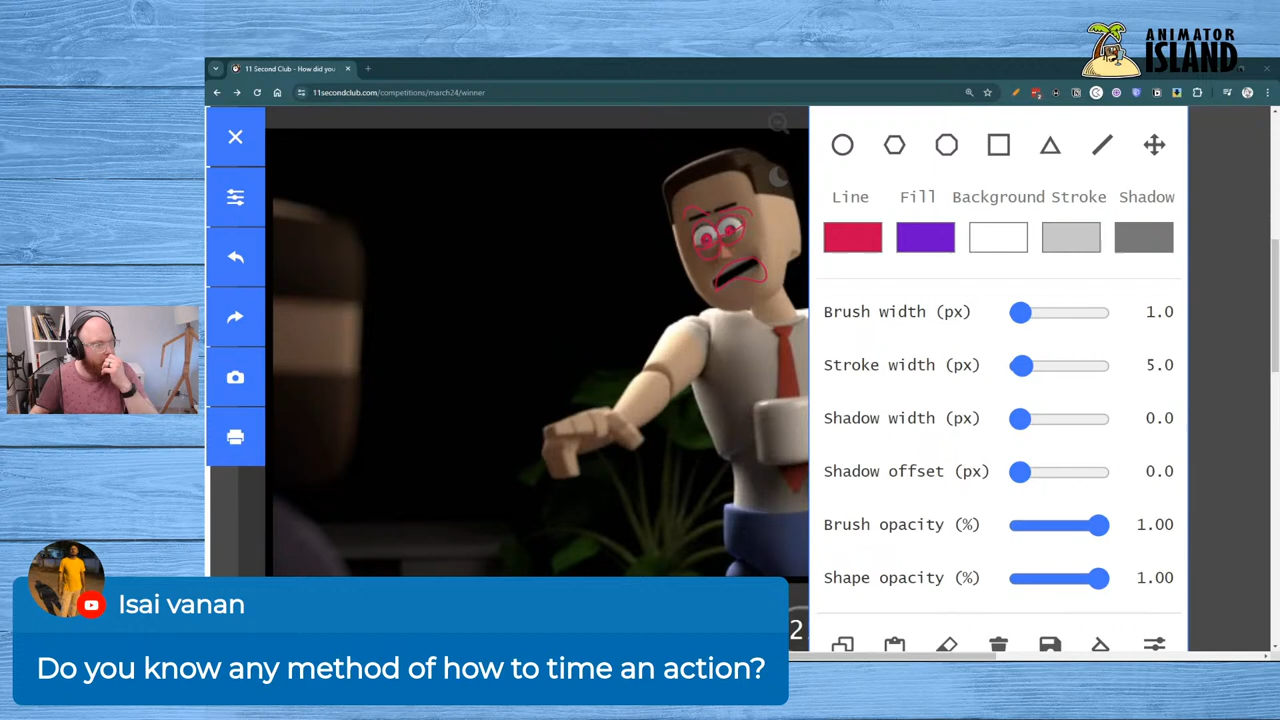 ANIMATOR
ISLAND
11 Second Club - How did you
11secondclub.com/competitions/march24/winner
Line Fill Background Stroke Shadow
Brush width (px) 1.0
Stroke width (px) 5.0
Shadow width (px) 0.0
Shadow offset (px) 0.0
Brush opacity (%) 1.00
Shape opacity (%) 1.00
2
Isai vanan
Do you know any method of how to time an action?